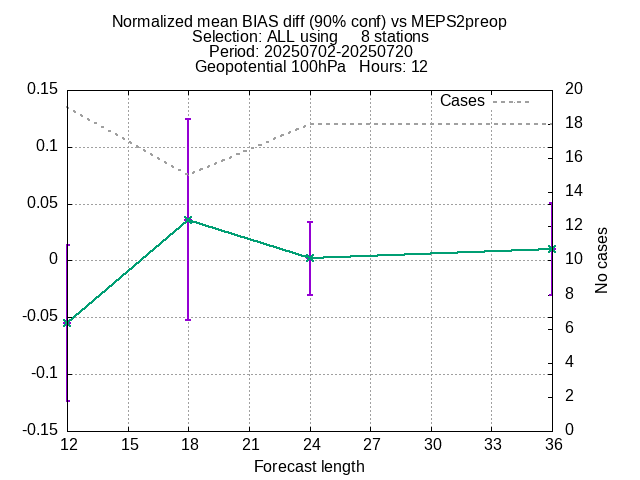 Normalized mean BIAS diff (90% conf) vs MEPS2preop
Selection: ALL using     8 stations
Period: 20250702-20250720
Geopotential 100hPa   Hours: 12
Cases
0.15
0.1
0.05
0
-0.05
-0.1
-0.15
20
18
16
14
12
10
8
6
4
2
0
No cases
12 15 18 21 24 27 30 33 36
Forecast length